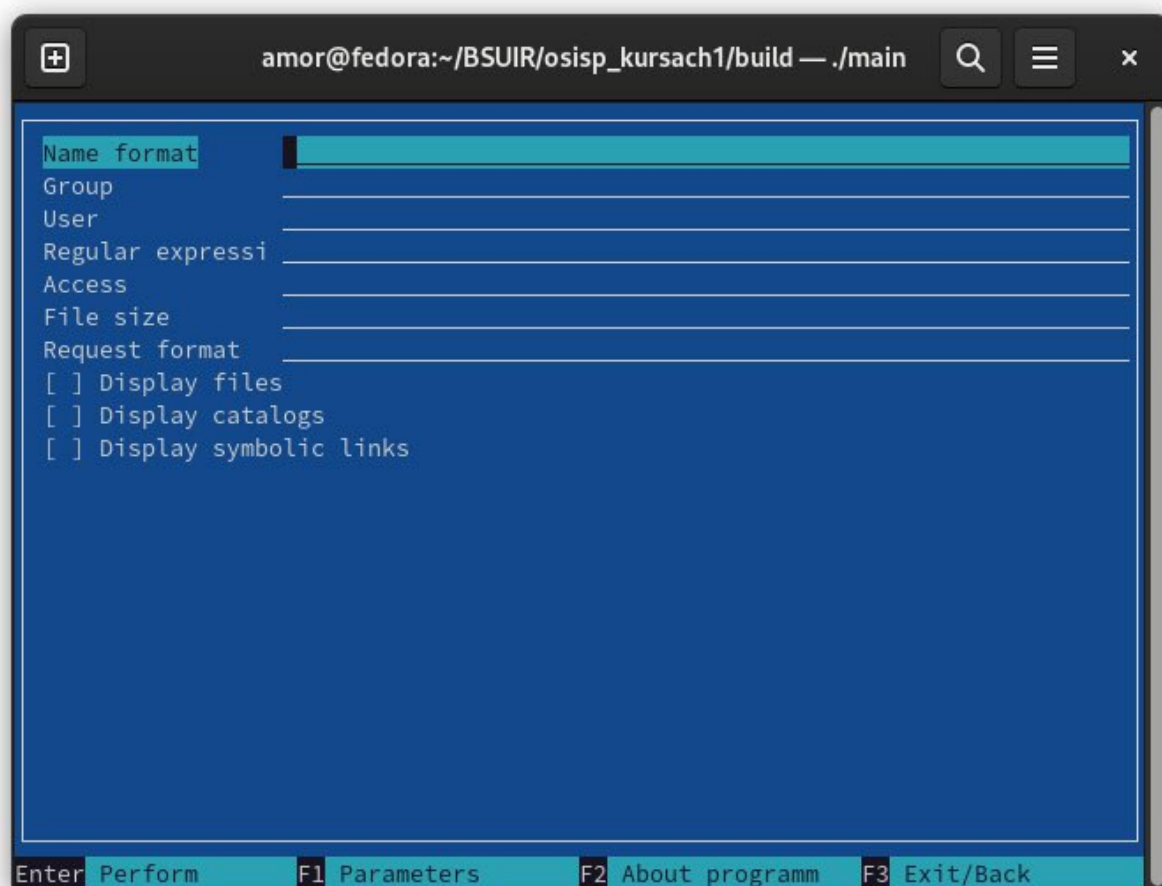 amor@fedora:~/BSUIR/osisp_kursach1/build — ./main
Name format
Group
User
Regular expressi
Access
File size
Request format
[ ] Display files
[ ] Display catalogs
[ ] Display symbolic links
Enter Perform F1 Parameters F2 About programm F3 Exit/Back